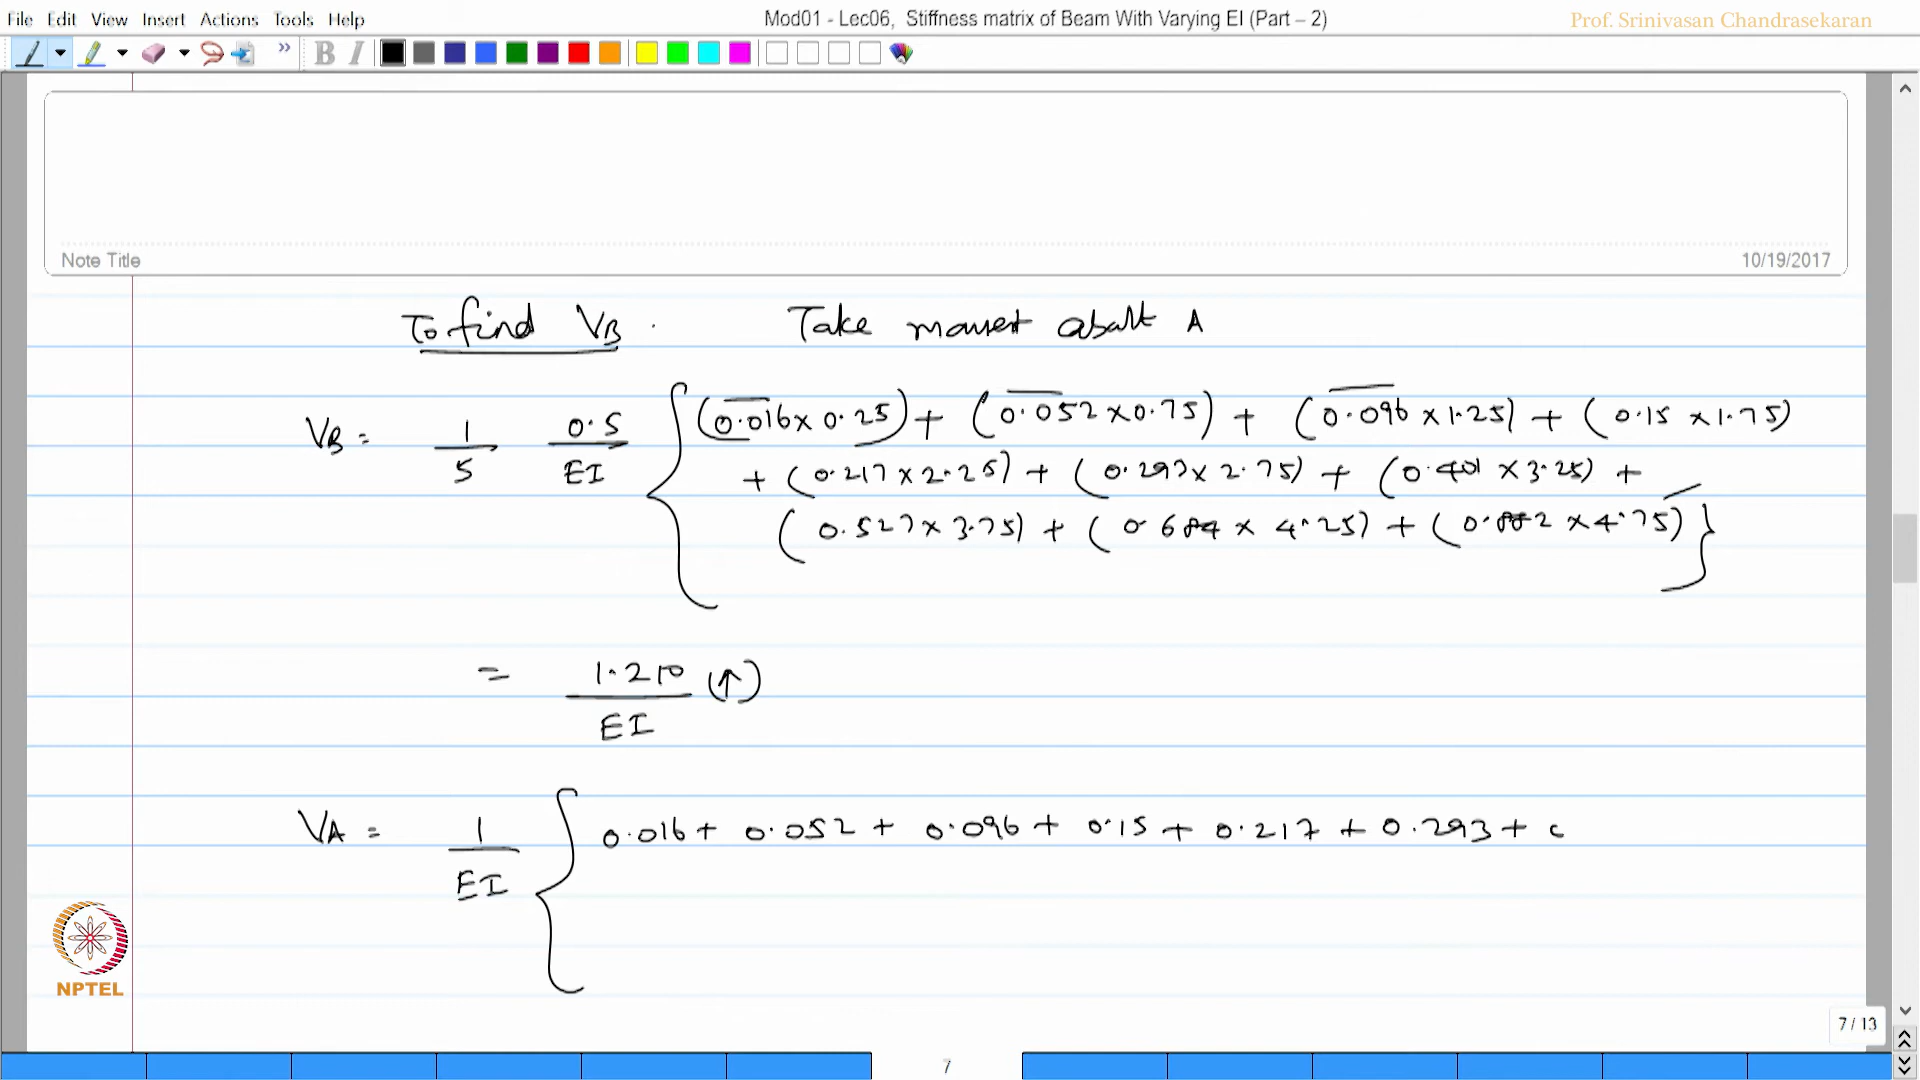 File Edit View Insert Actions Tools Help
Mod01 - Lec06, Stiffness matrix of Beam With Varying EI (Part – 2)
Prof. Srinivasan Chandrasekaran
B I
Note Title
10/19/2017
To find VB . Take moment about A
VB = 1/5 0.5/EI { (0.016 x 0.25) + (0.052 x 0.75) + (0.096 x 1.25) + (0.15 x 1.75)
+ (0.217 x 2.25) + (0.293 x 2.75) + (0.401 x 3.25) +
(0.527 x 3.75) + (0.684 x 4.25) + (0.882 x 4.75) }
= 1.210/EI (↑)
VA = 1/EI { 0.016 + 0.052 + 0.096 + 0.15 + 0.217 + 0.293 +
NPTEL
7 / 13
7